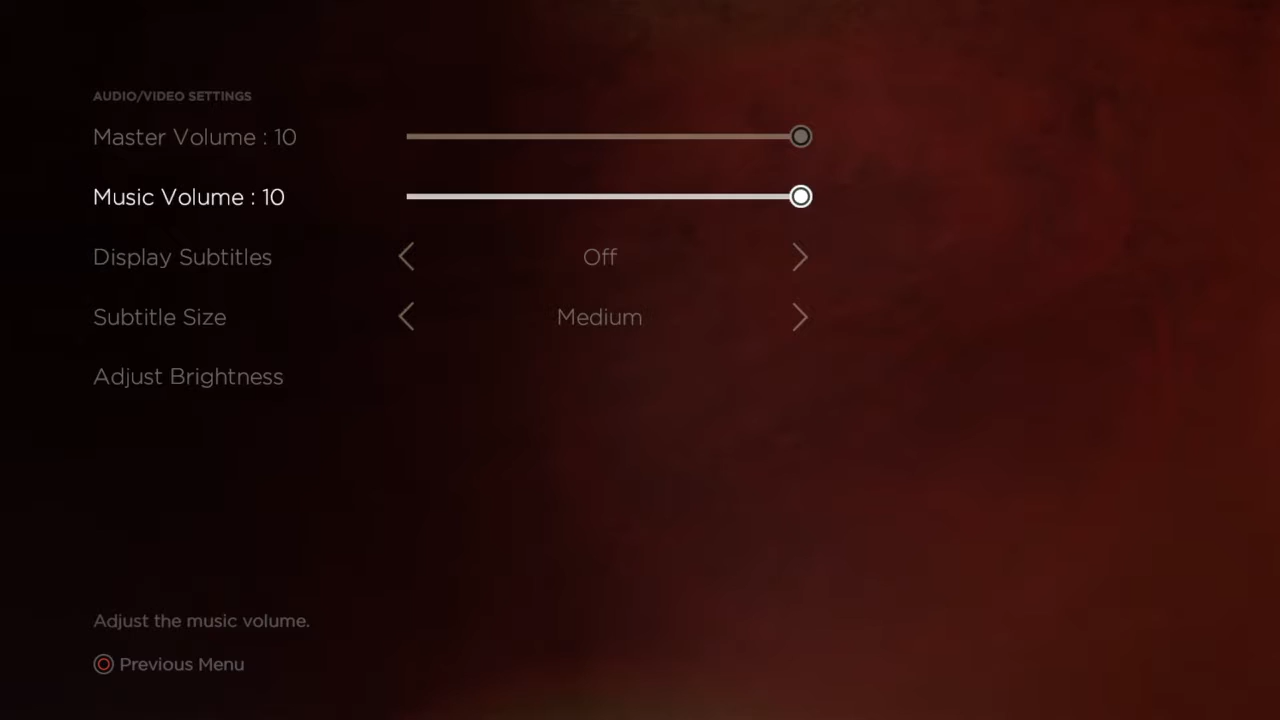 AUDIO/VIDEO SETTINGS
Master Volume : 10
Music Volume : 10
Display Subtitles Off
Subtitle Size Medium
Adjust Brightness
Adjust the music volume.
Previous Menu